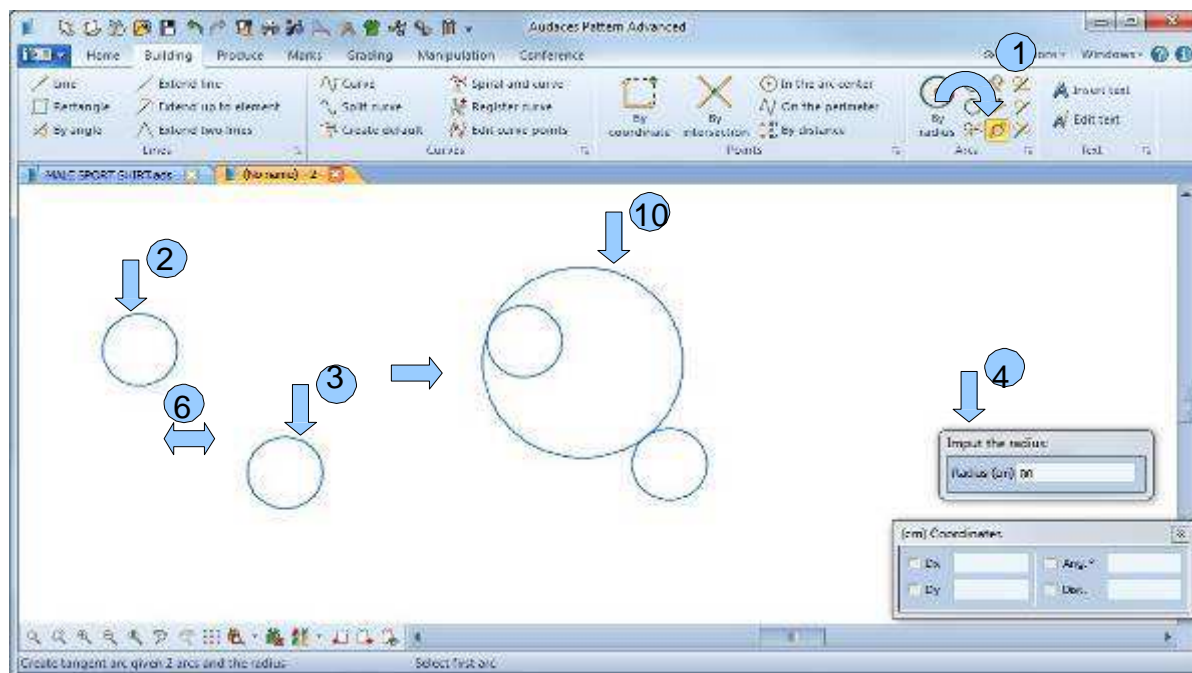 Audaces Pattern Advanced
Home Building Produce Marks Grading Manipulation Conference Windows
Line Extend line Curve Spiral and curve In the arc center Insert text
Rectangle Extend up to element Split curve Register curve On the perimeter Edit text
By angle Extend two lines Create default Edit curve points By coordinate By intersection By distance By radius
Lines Curves Points Arcs Text
MALE SPORT SHIRT.ads (No name) - 2
1
2
10
3
6
4
Imput the radius:
Radius (cm)
(cm) Coordinates
Dx Ang.°
Dy Dist.
Create tangent arc given 2 arcs and the radius Select first arc